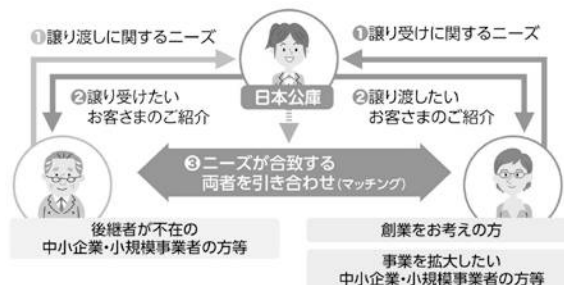 ❶譲り渡しに関するニーズ
❶譲り受けに関するニーズ
❷譲り受けたい
お客さまのご紹介
日本公庫
❷譲り渡したい
お客さまのご紹介
❸ニーズが合致する
両者を引き合わせ(マッチング)
後継者が不在の
中小企業・小規模事業者の方等
創業をお考えの方
事業を拡大したい
中小企業・小規模事業者の方等